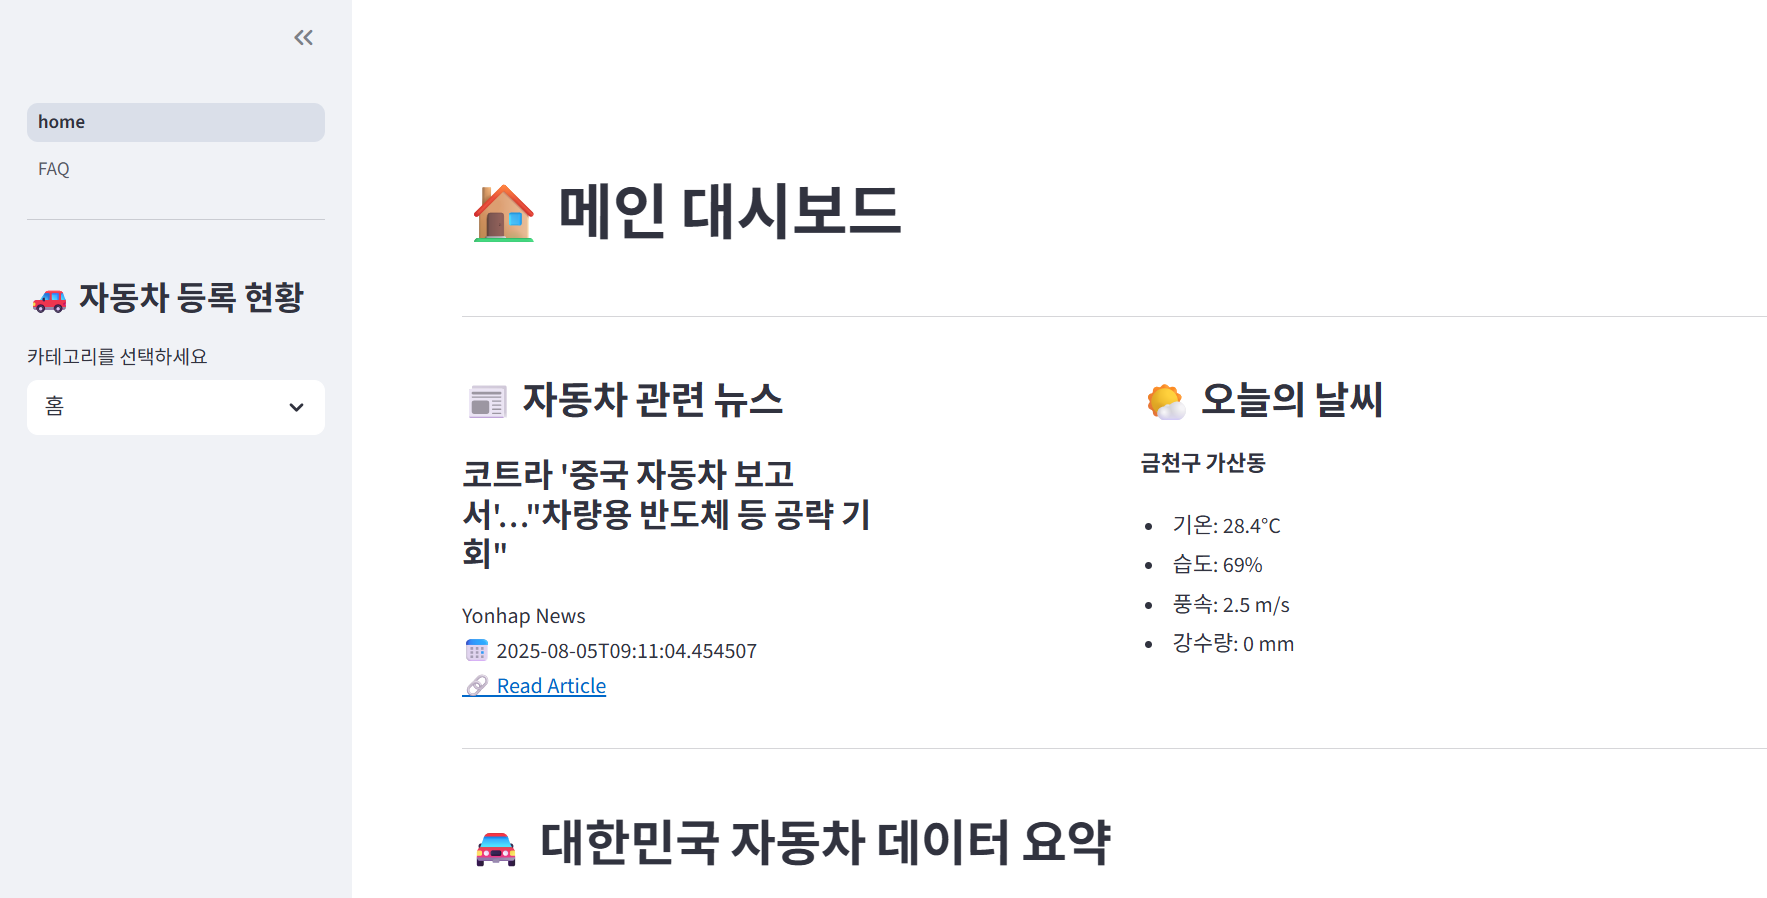 home
FAQ
자동차 등록 현황
카테고리를 선택하세요
홈
메인 대시보드
자동차 관련 뉴스
코트라 '중국 자동차 보고
서'…"차량용 반도체 등 공략 기
회"
Yonhap News
2025-08-05T09:11:04.454507
Read Article
오늘의 날씨
금천구 가산동
• 기온: 28.4°C
• 습도: 69%
• 풍속: 2.5 m/s
• 강수량: 0 mm
대한민국 자동차 데이터 요약